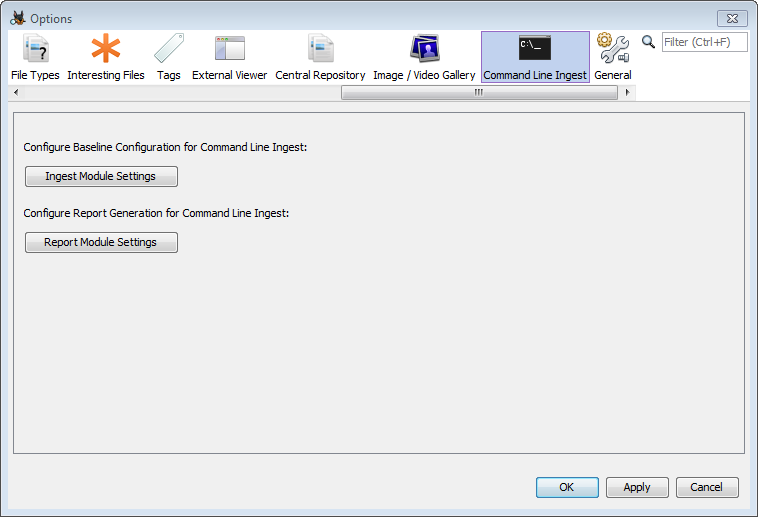 Options
File Types Interesting Files Tags External Viewer Central Repository Image / Video Gallery C:\_ Command Line Ingest General Filter (Ctrl+F)
Configure Baseline Configuration for Command Line Ingest:
Ingest Module Settings
Configure Report Generation for Command Line Ingest:
Report Module Settings
OK Apply Cancel